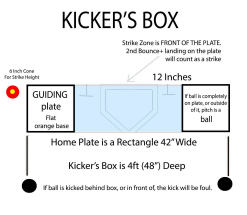 KICKER'S BOX
Strike Zone is FRONT OF THE PLATE.
2nd Bounce+ landing on the plate
will count as a strike
6 Inch Cone
For Strike Height
12 Inches
GUIDING
plate
Flat
orange base
If ball is completely
on plate, or outside
of it, pitch is a
ball
Home Plate is a Rectangle 42” Wide
Kicker's Box is 4ft (48”) Deep
If ball is kicked behind box, or in front of, the kick will be foul.